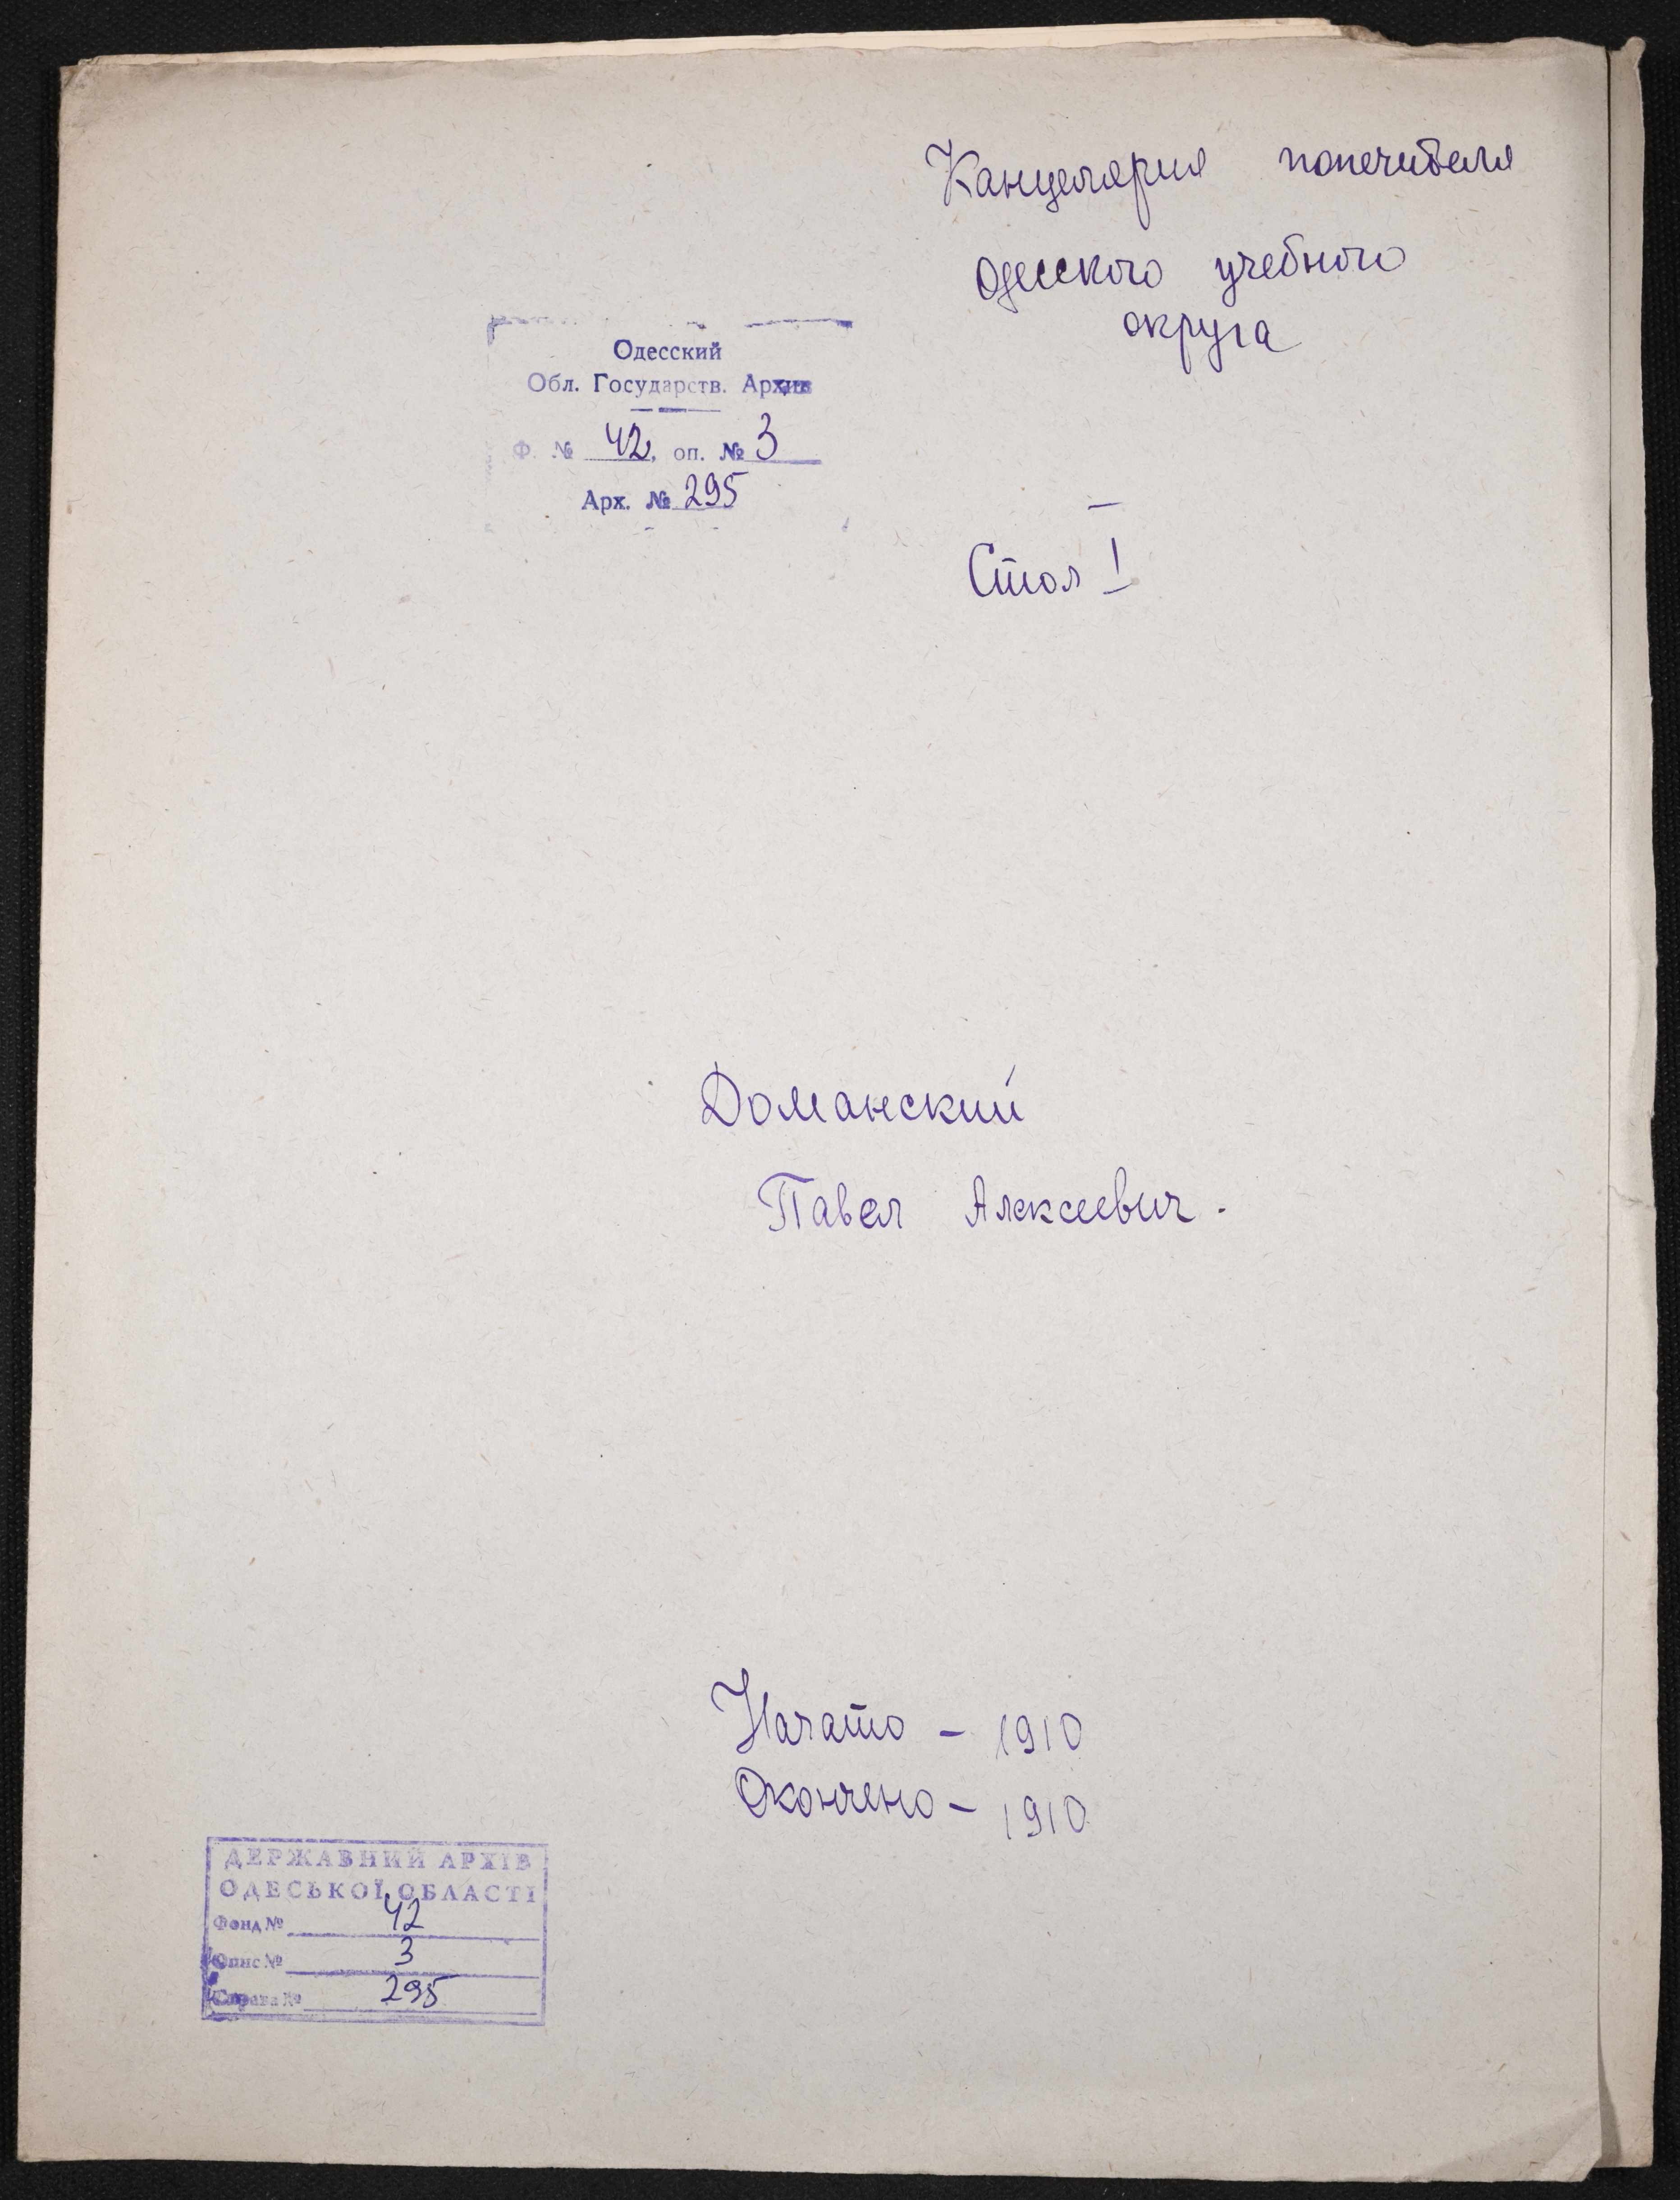 Канцелярия попечителя
Одесского учебного
округа
Одесский
Обл. Государств. Архив
Ф. № 42, оп. № 3
Арх. № 295
Стол I
Доманский
Павел Алексеевич.
Начато - 1910
Окончено - 1910
ДЕРЖАВНИЙ АРХІВ
ОДЕСЬКОЇ ОБЛАСТІ
Фонд № 42
Опис № 3
Справа № 295